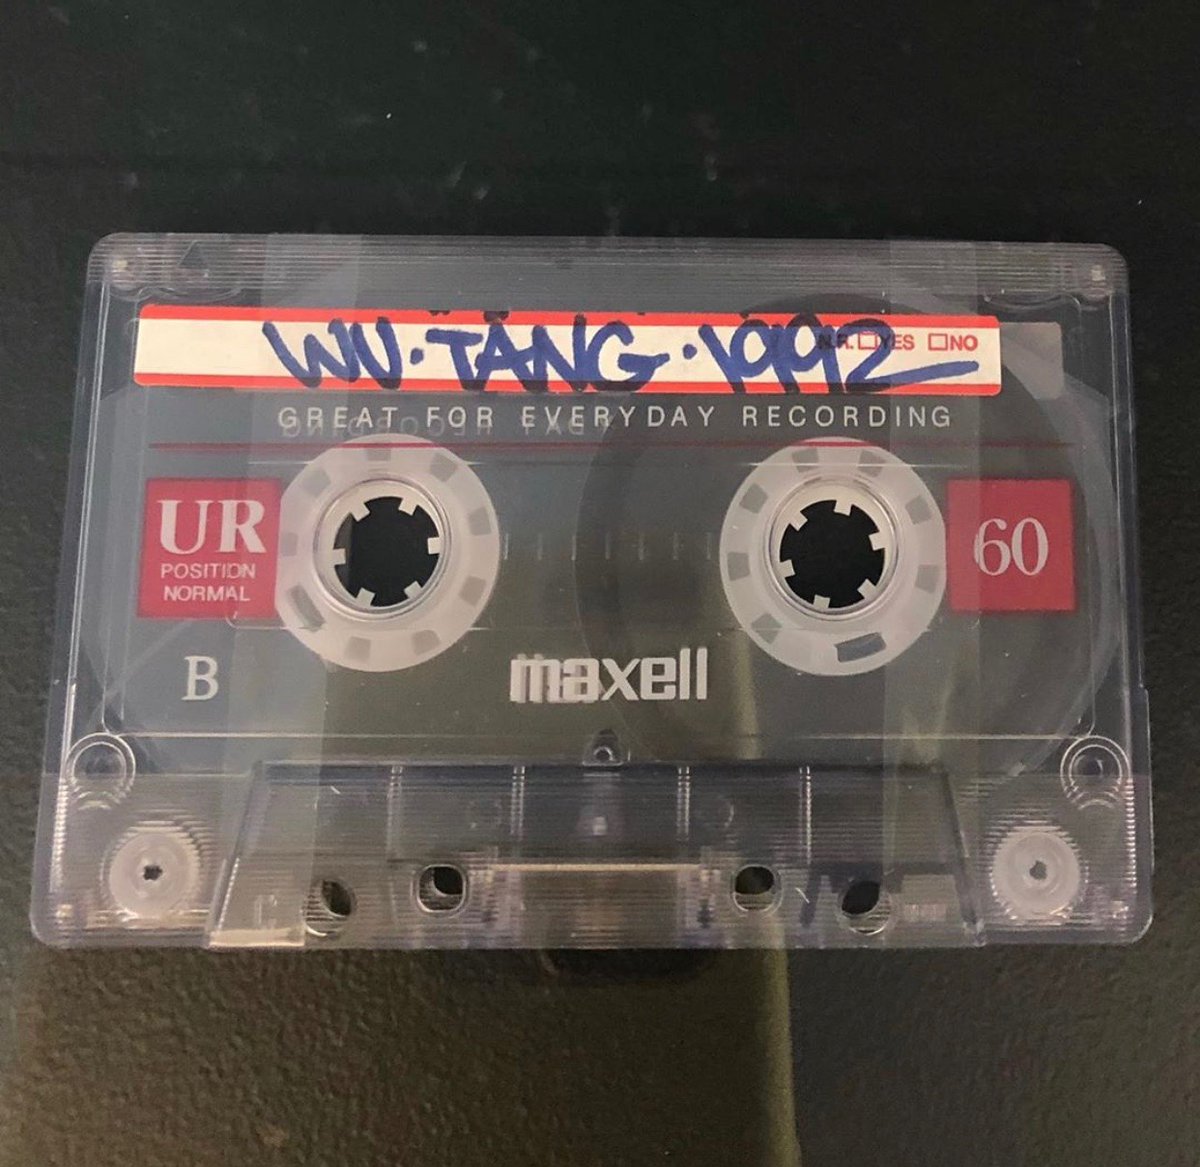 WU·TANG·1992
N.R. □YES □NO
GREAT FOR EVERYDAY RECORDING
UR
POSITION
NORMAL
60
B
maxell